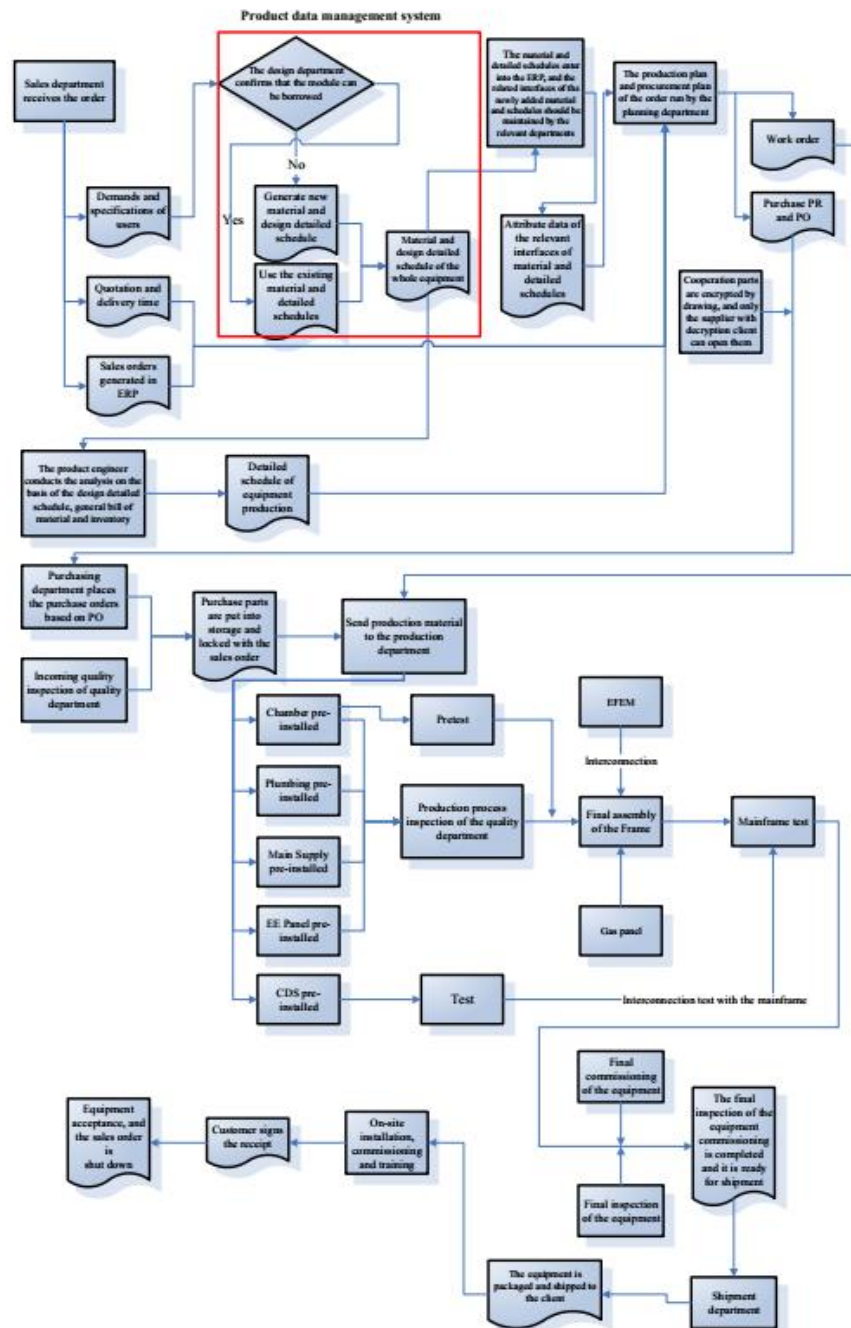 Product data management system
Sales department
receives the order
The design department
confirms that the module can be
borrowed
The material and
detailed schedules enter
into the ERP, and the
related interfaces of the
newly added material
and schedules should be
maintained by the
relevant departments
The production plan
and procurement plan
of the order run by the
planning department
Work order
No
Demands and
specifications of
users
Generate new
material and
design detailed
schedule
Yes
Purchase PR
and PO
Attribute data of
the relevant
interfaces of
material and
detailed schedules
Material and
design detailed
schedule of the
whole equipment
Quotation and
delivery time
Use the existing
material and
detailed
schedules
Cooperation parts
are encrypted by
drawing, and only
the supplier with
decryption client
can open them
Sales orders
generated in
ERP
The product engineer
conducts the analysis on the
basis of the design detailed
schedule, general bill of
material and inventory
Detailed
schedule of
equipment
production
Purchasing
department places
the purchase orders
based on PO
Purchase parts
are put into
storage and
locked with the
sales order
Send production material
to the production
department
Incoming quality
inspection of quality
department
Chamber pre-
installed
Pretest
EFEM
Interconnection
Plumbing pre-
installed
Production process
inspection of the quality
department
Final assembly
of the Frame
Mainframe test
Main Supply
pre-installed
EE Panel pre-
installed
Gas panel
CDS pre-
installed
Test
Interconnection test with the mainframe
Final
commissioning
of the equipment
Equipment
acceptance, and
the sales order
is
shut down
Customer signs
the receipt
On-site
installation,
commissioning
and training
The final
inspection of the
equipment
commissioning
is completed
and it is ready
for shipment
Final inspection
of the equipment
The equipment is
packaged and shipped to
the client
Shipment
department